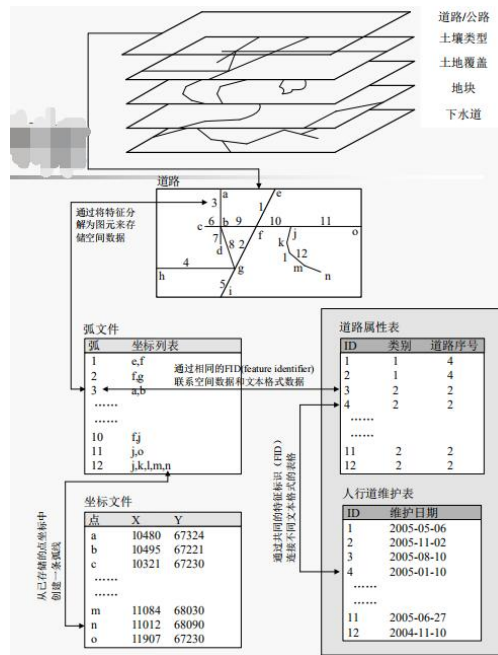 道路/公路
土壤类型
土地覆盖
地块
下水道
道路
通过将特征分
解为图元来存
储空间数据
a
e
3
1
c 6 b 9 f 10 j 11 o
7
d
8
2
k
l 12
m
n
4
h
g
5
i
弧文件
弧 坐标列表
1 e,f
2 f,g
3 a,b
……
……
10 f,j
11 j,o
12 j,k,l,m,n
通过相同的FID(feature identifier)
联系空间数据和文本格式数据
道路属性表
ID 类别 道路序号
1 1 4
2 1 4
3 2 2
4 2 2
……
……
11 2 2
12 2 2
通过共同的特征标识(FID)
连接不同文本格式的表格
人行道维护表
ID 维护日期
1 2005-05-06
2 2005-11-02
3 2005-08-10
4 2005-01-10
……
……
11 2005-06-27
12 2004-11-10
从已存储的点坐标中
创建一条弧线
坐标文件
点 X Y
a 10480 67324
b 10495 67221
c 10321 67230
……
……
m 11084 68030
n 11012 68090
o 11907 67230